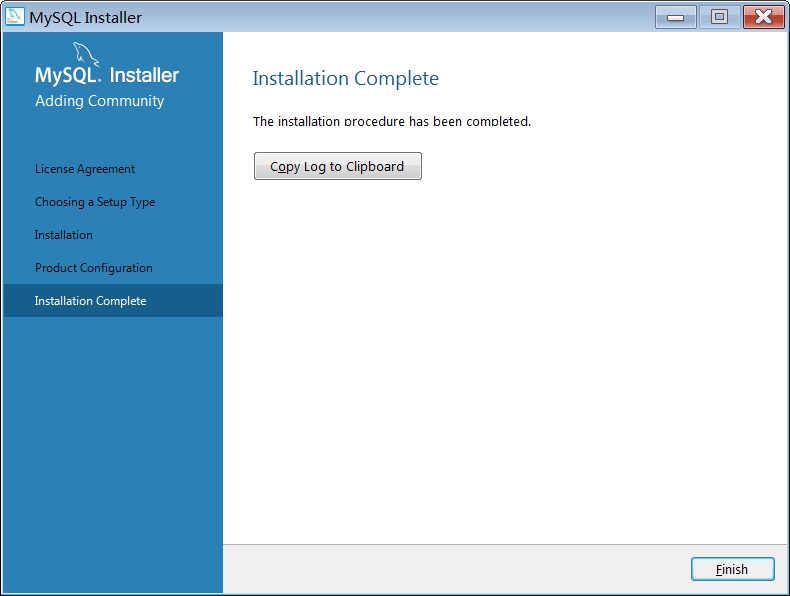 MySQL Installer
MySQL. Installer
Adding Community
License Agreement
Choosing a Setup Type
Installation
Product Configuration
Installation Complete
Installation Complete
The installation procedure has been completed.
Copy Log to Clipboard
Finish